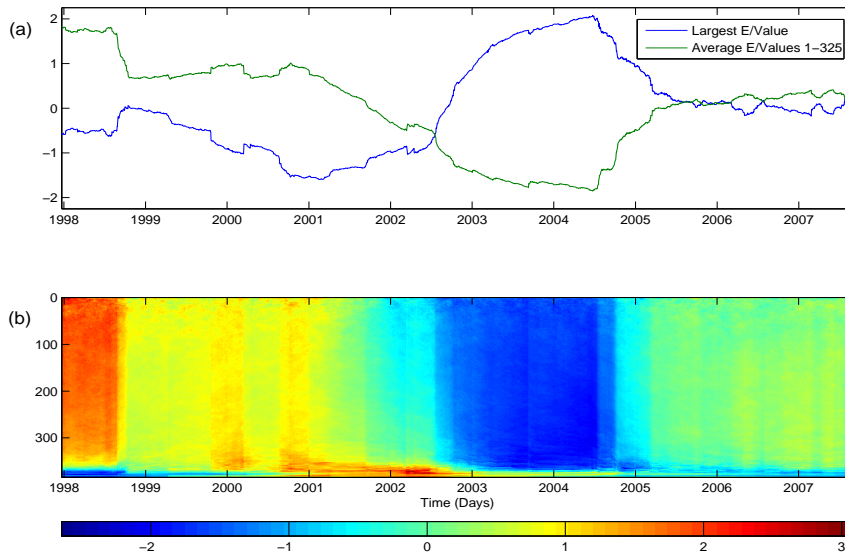 (a)
2
1
0
−1
−2
Largest E/Value
Average E/Values 1−325
1998 1999 2000 2001 2002 2003 2004 2005 2006 2007
(b)
0
100
200
300
1998 1999 2000 2001 2002 2003 2004 2005 2006 2007
Time (Days)
−2 −1 0 1 2 3